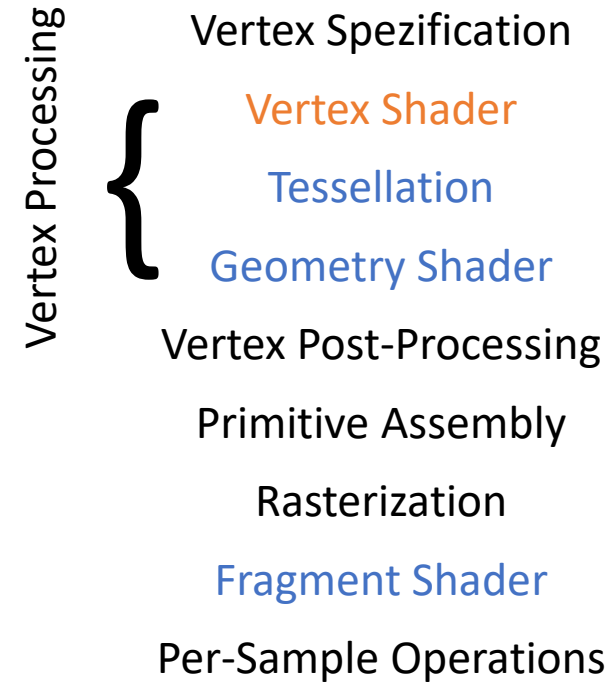 Vertex Processing
{
Vertex Spezification
Vertex Shader
Tessellation
Geometry Shader
Vertex Post-Processing
Primitive Assembly
Rasterization
Fragment Shader
Per-Sample Operations